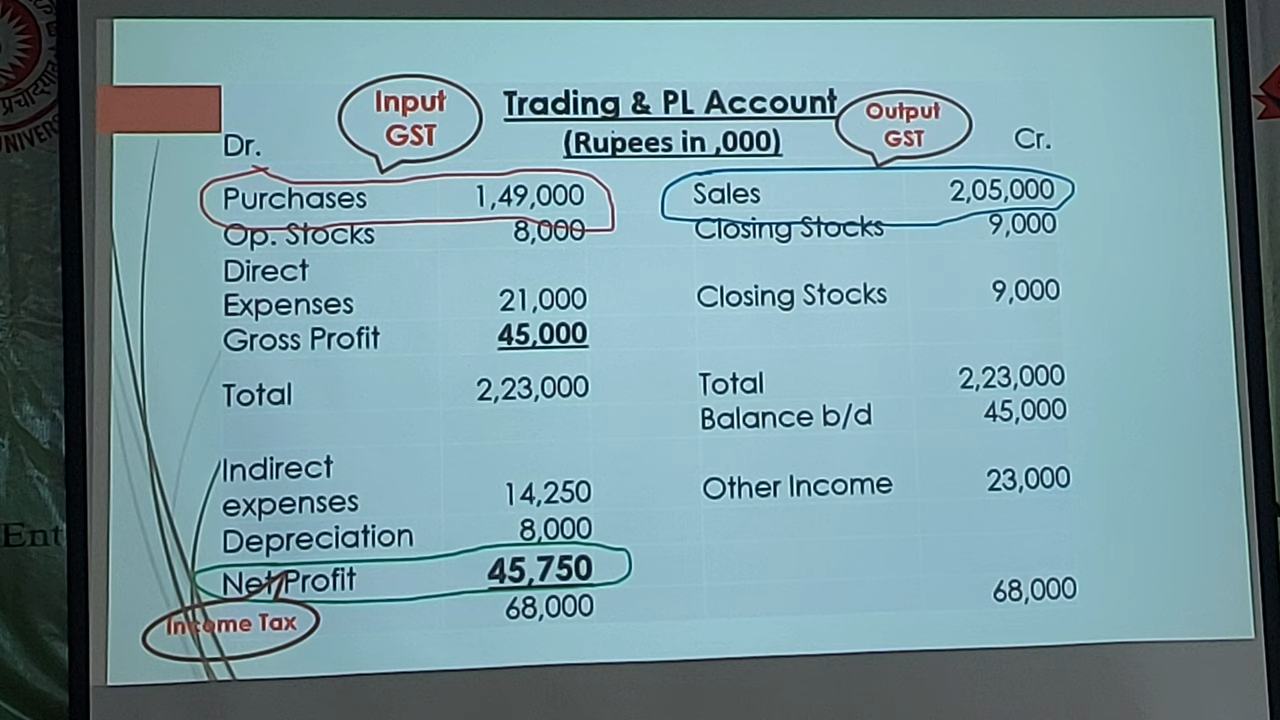 Input
GST
Trading & PL Account
(Rupees in ,000)
Output
GST
Dr.
Cr.
Purchases 1,49,000 Sales 2,05,000
Op. Stocks 8,000 Closing Stocks 9,000
Direct
Expenses 21,000 Closing Stocks 9,000
Gross Profit 45,000
Total 2,23,000 Total 2,23,000
Balance b/d 45,000
Indirect
expenses 14,250 Other Income 23,000
Depreciation 8,000
Net Profit 45,750
68,000 68,000
Income Tax
Ent